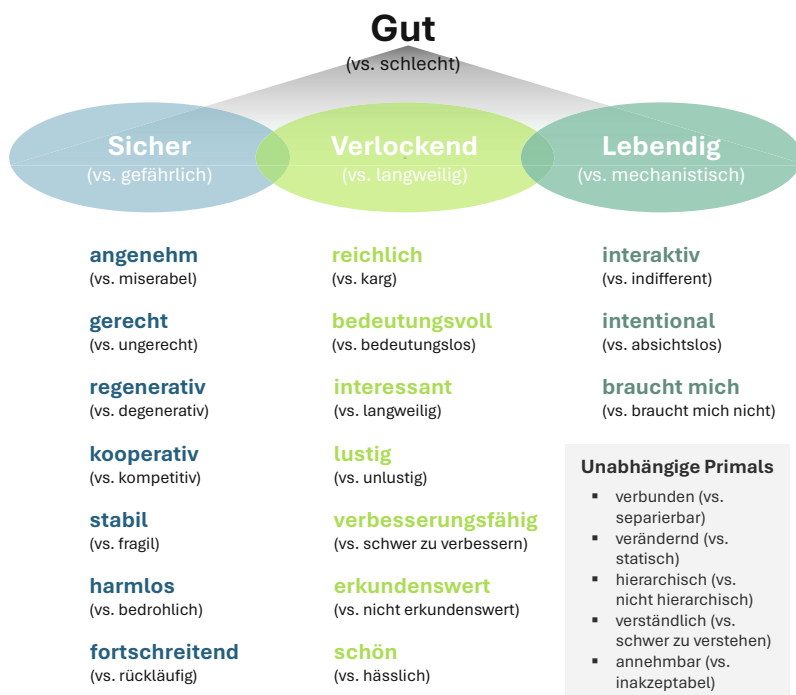 Gut
(vs. schlecht)
Sicher
(vs. gefährlich)
Verlockend
(vs. langweilig)
Lebendig
(vs. mechanistisch)
angenehm
(vs. miserabel)
gerecht
(vs. ungerecht)
regenerativ
(vs. degenerativ)
kooperativ
(vs. kompetitiv)
stabil
(vs. fragil)
harmlos
(vs. bedrohlich)
fortschreitend
(vs. rückläufig)
reichlich
(vs. karg)
bedeutungsvoll
(vs. bedeutungslos)
interessant
(vs. langweilig)
lustig
(vs. unlustig)
verbesserungsfähig
(vs. schwer zu verbessern)
erkundenswert
(vs. nicht erkundenswert)
schön
(vs. hässlich)
interaktiv
(vs. indifferent)
intentional
(vs. absichtslos)
braucht mich
(vs. braucht mich nicht)
Unabhängige Primals
▪ verbunden (vs.
separierbar)
▪ verändernd (vs.
statisch)
▪ hierarchisch (vs.
nicht hierarchisch)
▪ verständlich (vs.
schwer zu verstehen)
▪ annehmbar (vs.
inakzeptabel)